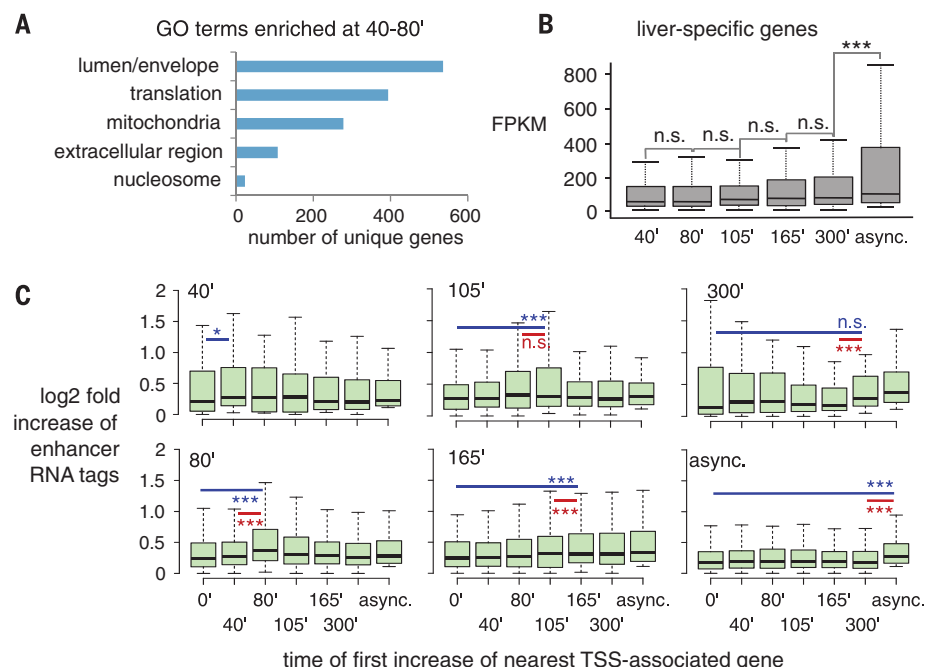 A
GO terms enriched at 40-80'
lumen/envelope
translation
mitochondria
extracellular region
nucleosome
0 200 400 600
number of unique genes
B
liver-specific genes
FPKM
800
600
400
200
0
n.s. n.s. n.s. n.s. ***
40' 80' 105' 165' 300' async.
C
log2 fold
increase of
enhancer
RNA tags
40'
2
1.5
1.0
0.5
0
*
105'
***
n.s.
300'
n.s.
***
80'
2
1.5
1.0
0.5
0
***
***
165'
***
***
async.
***
***
0' 80' 165' async.
40' 105' 300'
0' 80' 165' async.
40' 105' 300'
0' 80' 165' async.
40' 105' 300'
time of first increase of nearest TSS-associated gene